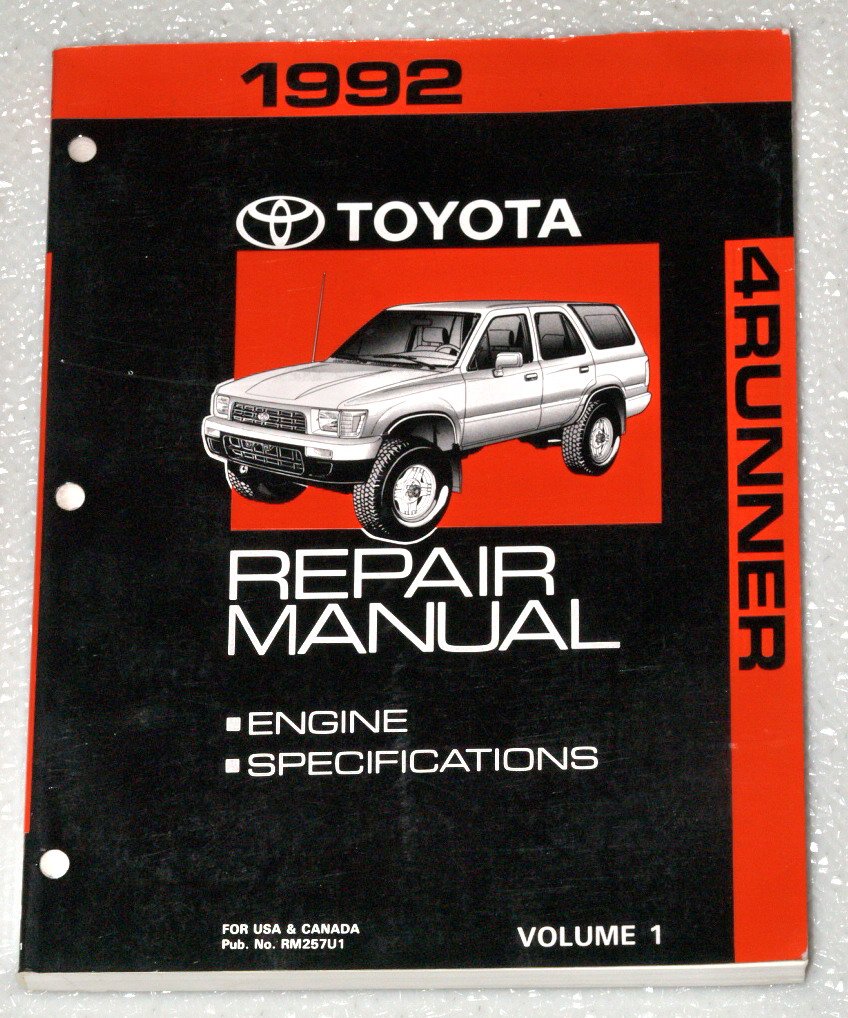 1992
TOYOTA
4RUNNER
REPAIR
MANUAL
ENGINE
SPECIFICATIONS
FOR USA & CANADA
Pub. No. RM257U1
VOLUME 1